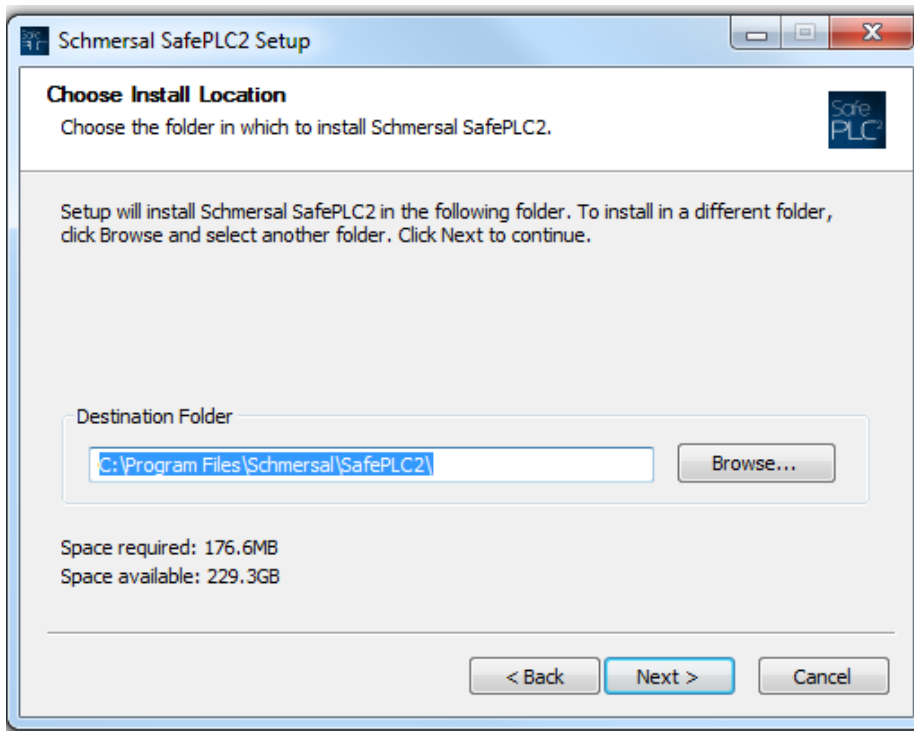 Schmersal SafePLC2 Setup
Choose Install Location
Choose the folder in which to install Schmersal SafePLC2.
Safe
PLC²
Setup will install Schmersal SafePLC2 in the following folder. To install in a different folder,
click Browse and select another folder. Click Next to continue.
Destination Folder
C:\Program Files\Schmersal\SafePLC2\
Browse...
Space required: 176.6MB
Space available: 229.3GB
< Back
Next >
Cancel